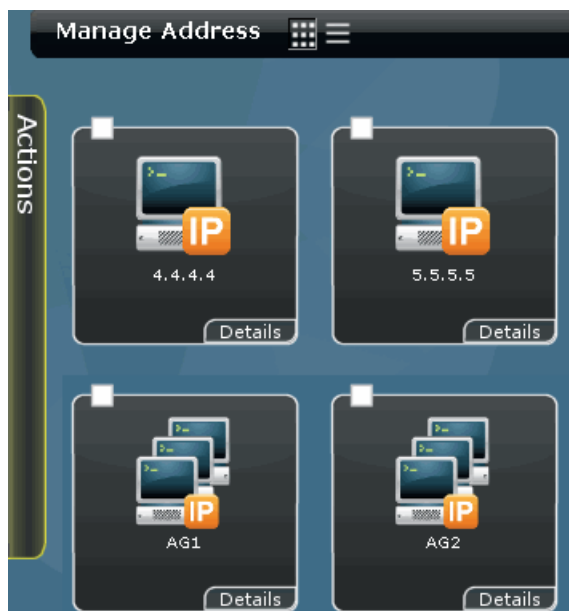 Manage Address
Actions
>_
IP
4.4.4.4
Details
>_
IP
5.5.5.5
Details
>_
>_
>_
IP
AG1
Details
>_
>_
>_
IP
AG2
Details